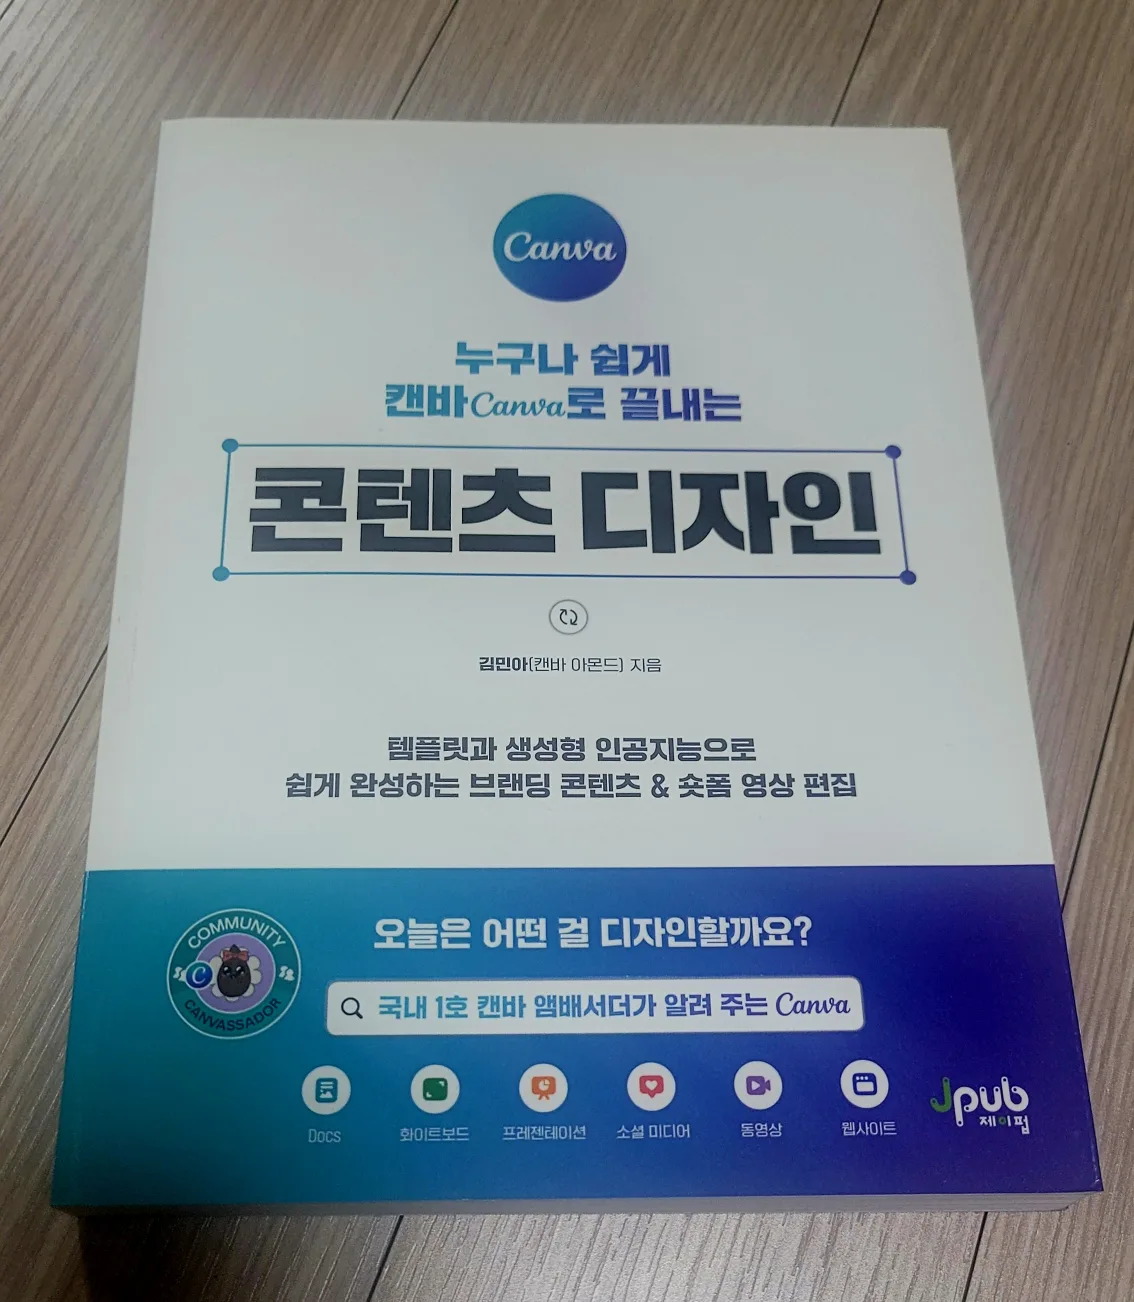 Canva
누구나 쉽게
캔바Canva로 끝내는
콘텐츠 디자인
김민아(캔바 아몬드) 지음
템플릿과 생성형 인공지능으로
쉽게 완성하는 브랜딩 콘텐츠 & 숏폼 영상 편집
오늘은 어떤 걸 디자인할까요?
COMMUNITY
C
CANVASSADOR
국내 1호 캔바 앰배서더가 알려 주는 Canva
Docs 화이트보드 프레젠테이션 소셜 미디어 동영상 웹사이트
Jpub
제이펍